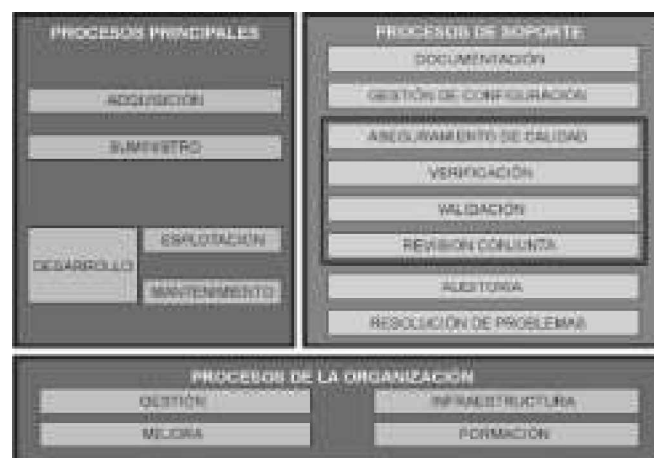 PROCESOS PRINCIPALES
ADQUISICIÓN
SUMINISTRO
DESARROLLO
EXPLOTACIÓN
MANTENIMIENTO
PROCESOS DE SOPORTE
DOCUMENTACIÓN
GESTIÓN DE CONFIGURACIÓN
ASEGURAMIENTO DE CALIDAD
VERIFICACIÓN
VALIDACIÓN
REVISIÓN CONJUNTA
AUDITORÍA
RESOLUCIÓN DE PROBLEMAS
PROCESOS DE LA ORGANIZACIÓN
GESTIÓN
INFRAESTRUCTURA
MEJORA
FORMACIÓN